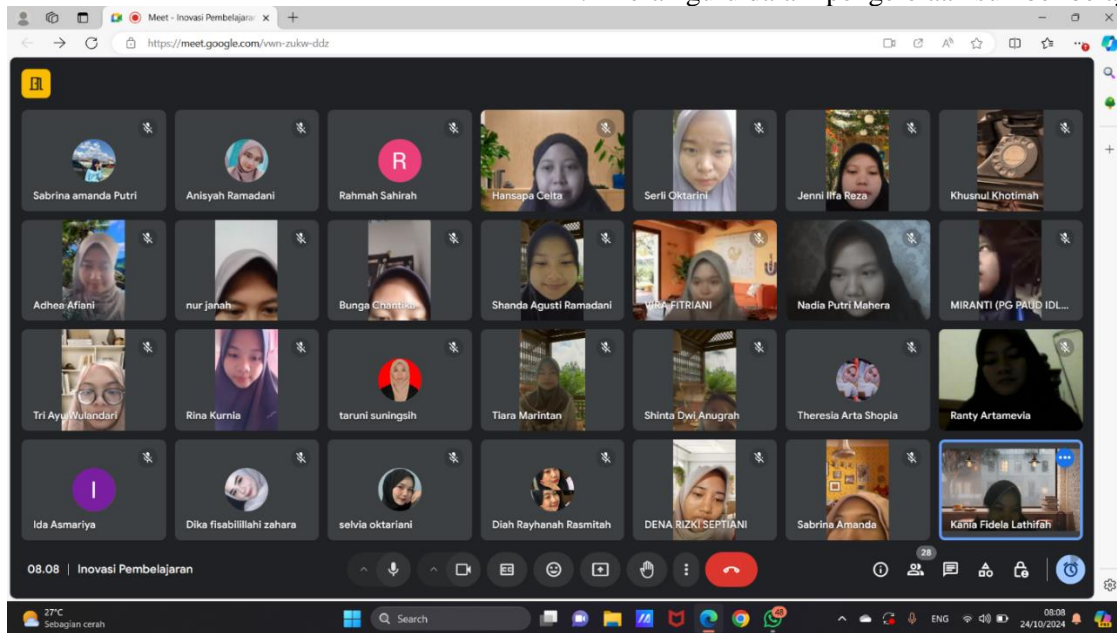 Meet - Inovasi Pembelajaran
https://meet.google.com/vwn-zukw-ddz
Sabrina amanda Putri
Anisyah Ramadani
R
Rahmah Sahirah
Hansapa Ceita
Serli Oktarini
Jenni Ilfa Reza
Khusnul Khotimah
Adhea Afiani
nur janah
Bunga Chantika
Shanda Agusti Ramadani
FITRIANI
Nadia Putri Mahera
MIRANTI (PG PAUD IDL...
Tri Ayu Wulandari
Rina Kurnia
taruni suningsih
Tiara Marintan
Shinta Dwi Anugrah
Theresia Arta Shopia
Ranty Artamevia
I
Ida Asmariya
Dika fisabilillahi zahara
selvia oktariani
Diah Rayhanah Rasmitah
DENA RIZKI SEPTIANI
Sabrina Amanda
Kania Fidela Lathifah
08.08 | Inovasi Pembelajaran
28
27°C
Sebagian cerah
Search
ENG
08:08
24/10/2024